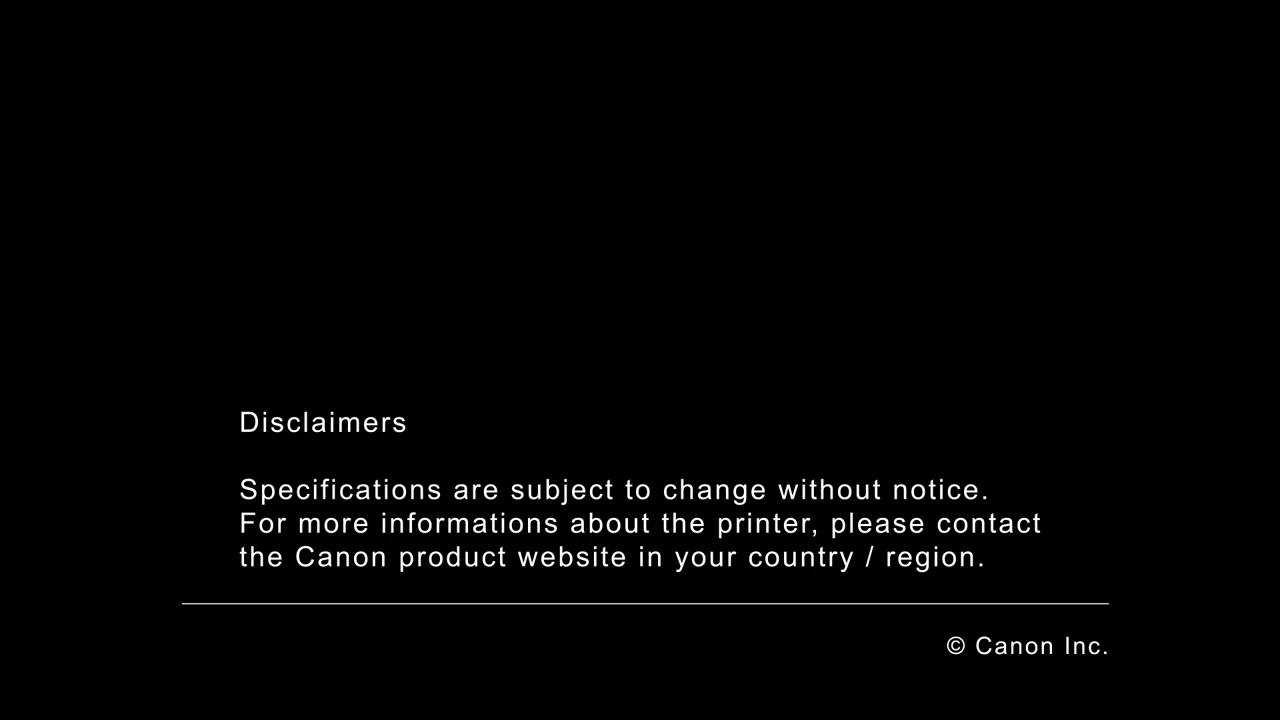 Disclaimers
Specifications are subject to change without notice.
For more informations about the printer, please contact
the Canon product website in your country / region.
© Canon Inc.